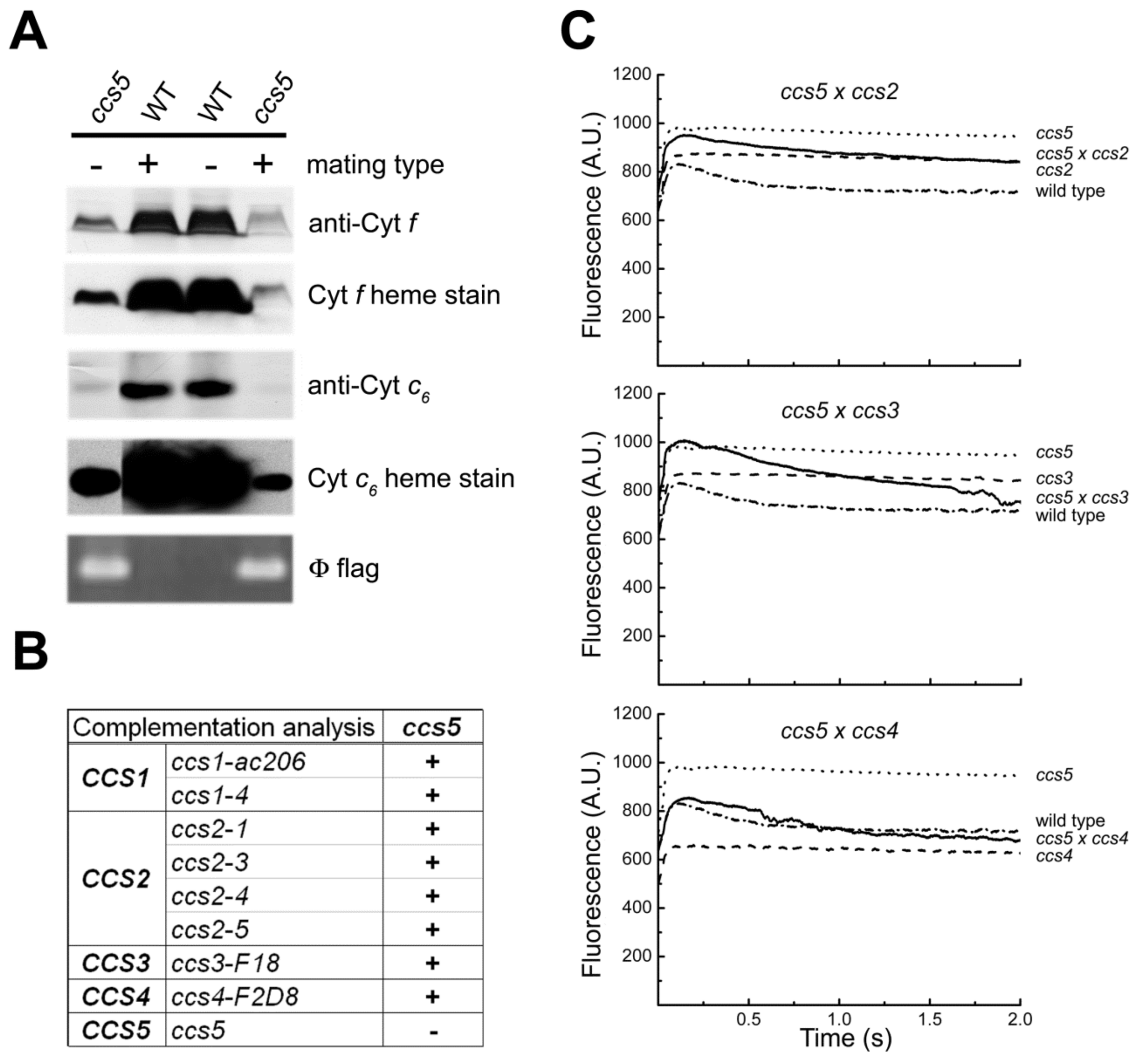 A
ccs5 WT WT ccs5
- + - + mating type
anti-Cyt f
Cyt f heme stain
anti-Cyt c6
Cyt c6 heme stain
Φ flag
B
Complementation analysis ccs5
CCS1 ccs1-ac206 +
ccs1-4 +
CCS2 ccs2-1 +
ccs2-3 +
ccs2-4 +
ccs2-5 +
CCS3 ccs3-F18 +
CCS4 ccs4-F2D8 +
CCS5 ccs5 -
C
ccs5 x ccs2
Fluorescence (A.U.)
1200
1000
800
600
400
200
ccs5
ccs5 x ccs2
ccs2
wild type
ccs5 x ccs3
Fluorescence (A.U.)
1200
1000
800
600
400
200
ccs5
ccs3
ccs5 x ccs3
wild type
ccs5 x ccs4
Fluorescence (A.U.)
1200
1000
800
600
400
200
ccs5
wild type
ccs5 x ccs4
ccs4
0.5 1.0 1.5 2.0
Time (s)